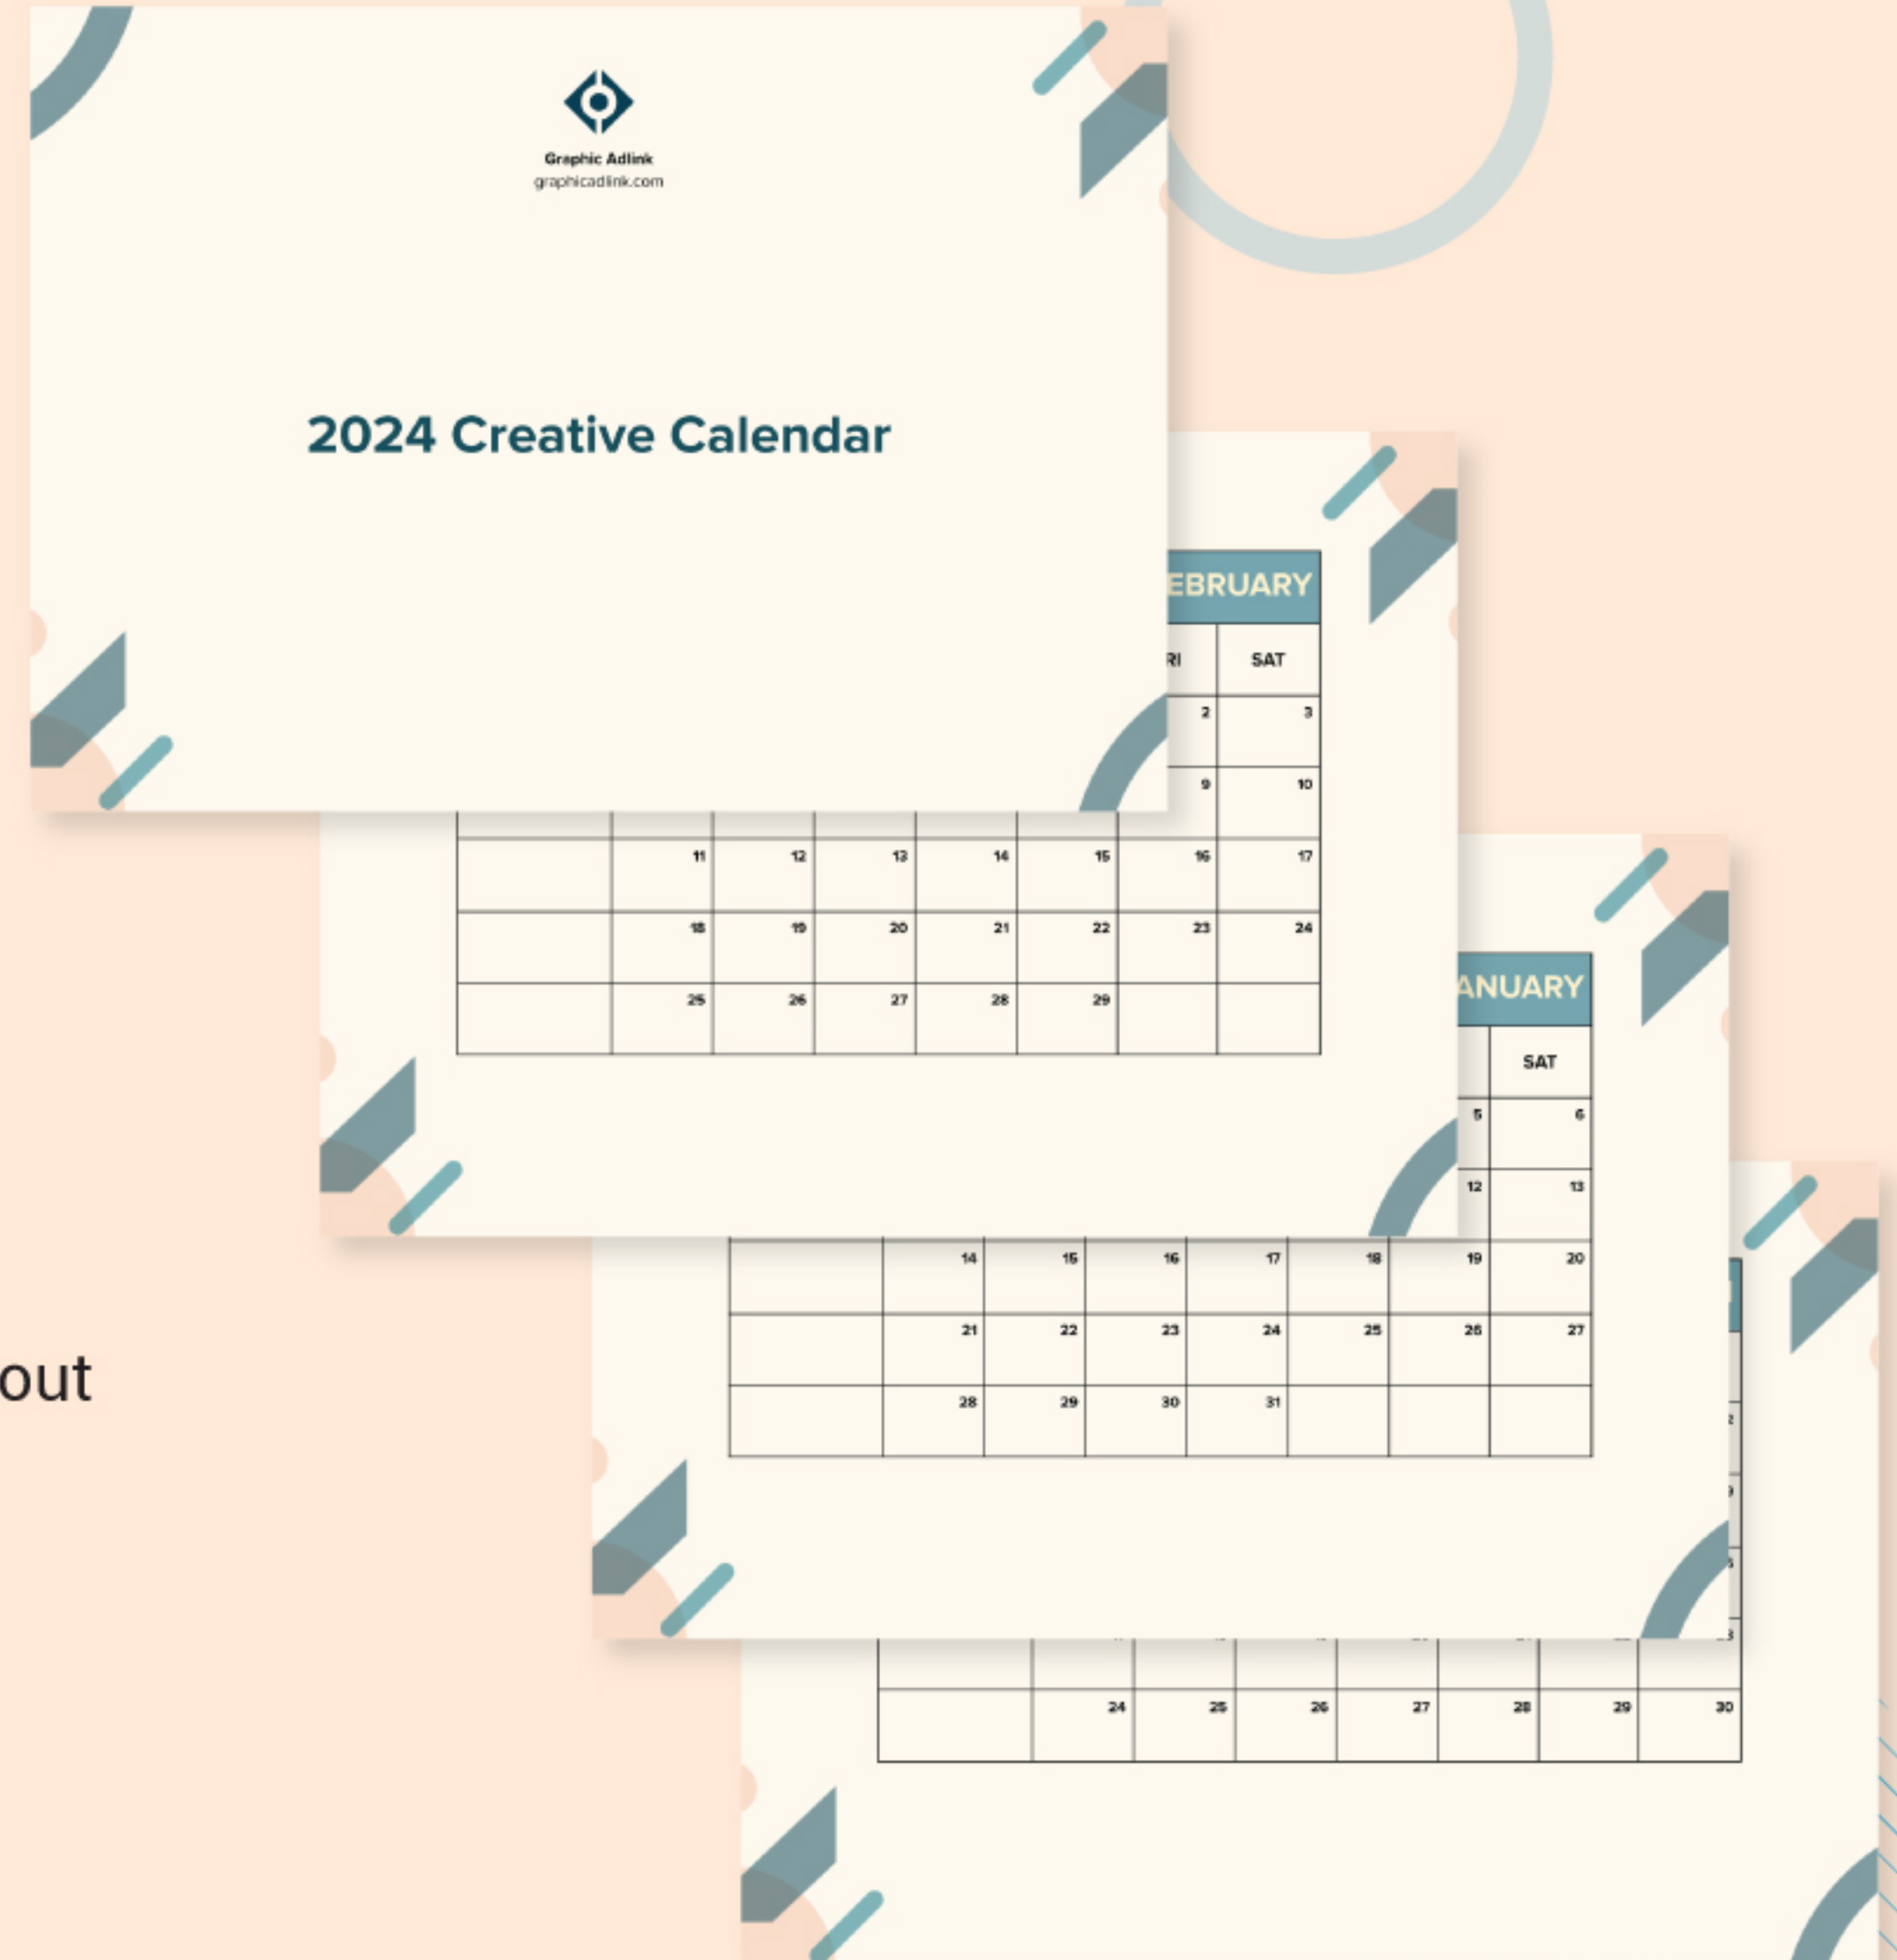 Graphic Adlink
graphicadlink.com
2024 Creative Calendar
EBRUARY
RI SAT
2 3
9 10
11 12 13 14 15 16 17
18 19 20 21 22 23 24
25 26 27 28 29
ANUARY
SAT
5 6
12 13
14 15 16 17 18 19 20
21 22 23 24 25 26 27
28 29 30 31
out
24 25 26 27 28 29 30